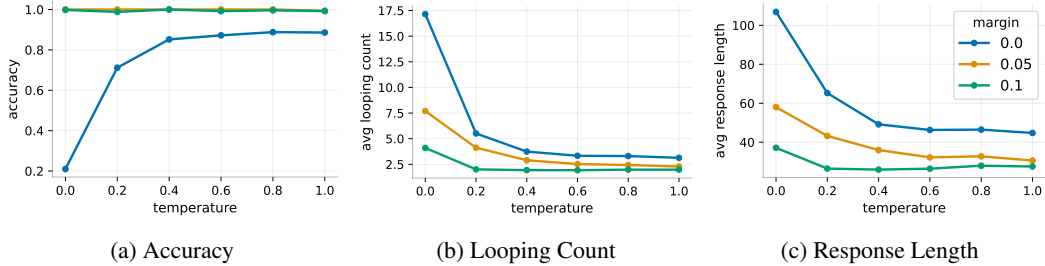 accuracy
1.0
0.8
0.6
0.4
0.2
0.0 0.2 0.4 0.6 0.8 1.0
temperature
(a) Accuracy
avg looping count
17.5
15.0
12.5
10.0
7.5
5.0
2.5
0.0 0.2 0.4 0.6 0.8 1.0
temperature
(b) Looping Count
avg response length
100
80
60
40
0.0 0.2 0.4 0.6 0.8 1.0
temperature
margin
0.0
0.05
0.1
(c) Response Length